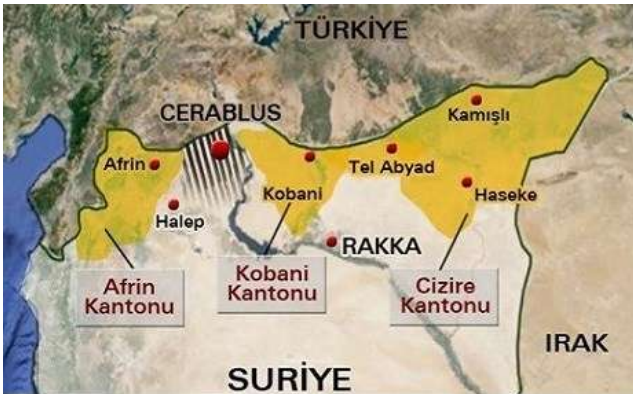 TÜRKİYE
CERABLUS
Kamışlı
Afrin
Tel Abyad
Kobani
Haseke
Halep
RAKKA
Afrin
Kantonu
Kobani
Kantonu
Cizire
Kantonu
IRAK
SURİYE